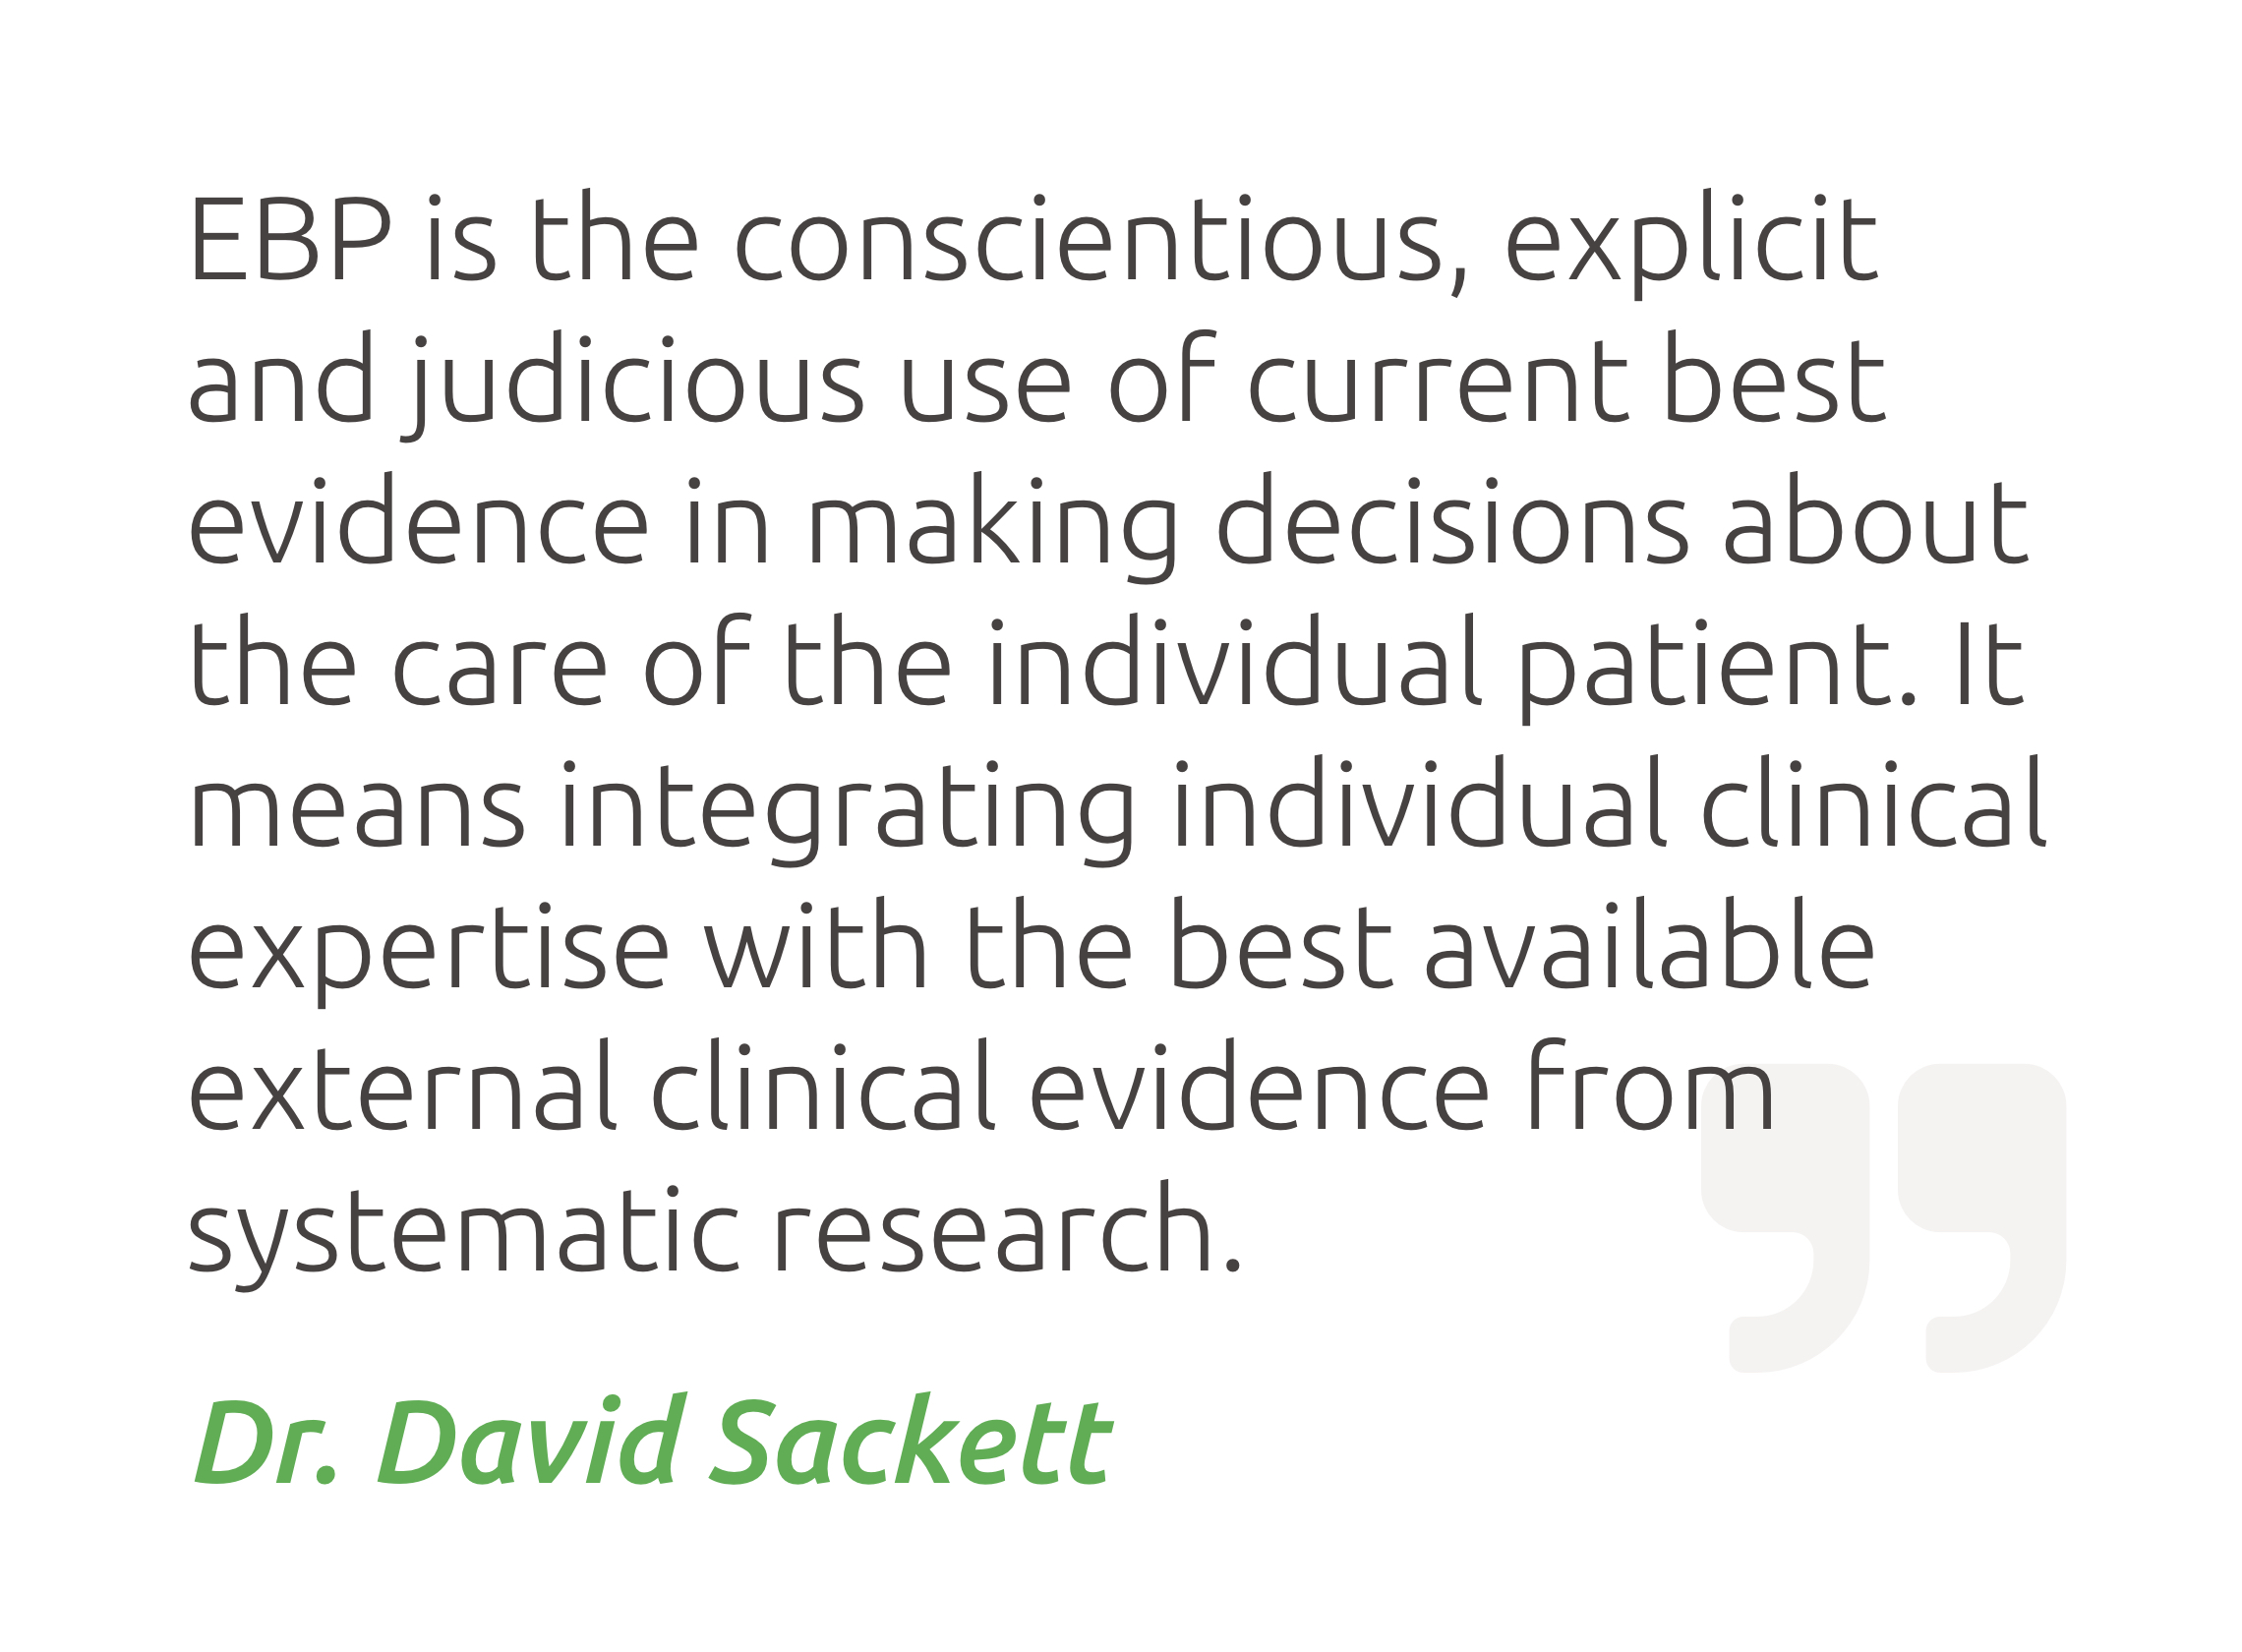 EBP is the conscientious, explicit
and judicious use of current best
evidence in making decisions about
the care of the individual patient. It
means integrating individual clinical
expertise with the best available
external clinical evidence from
systematic research.
Dr. David Sackett